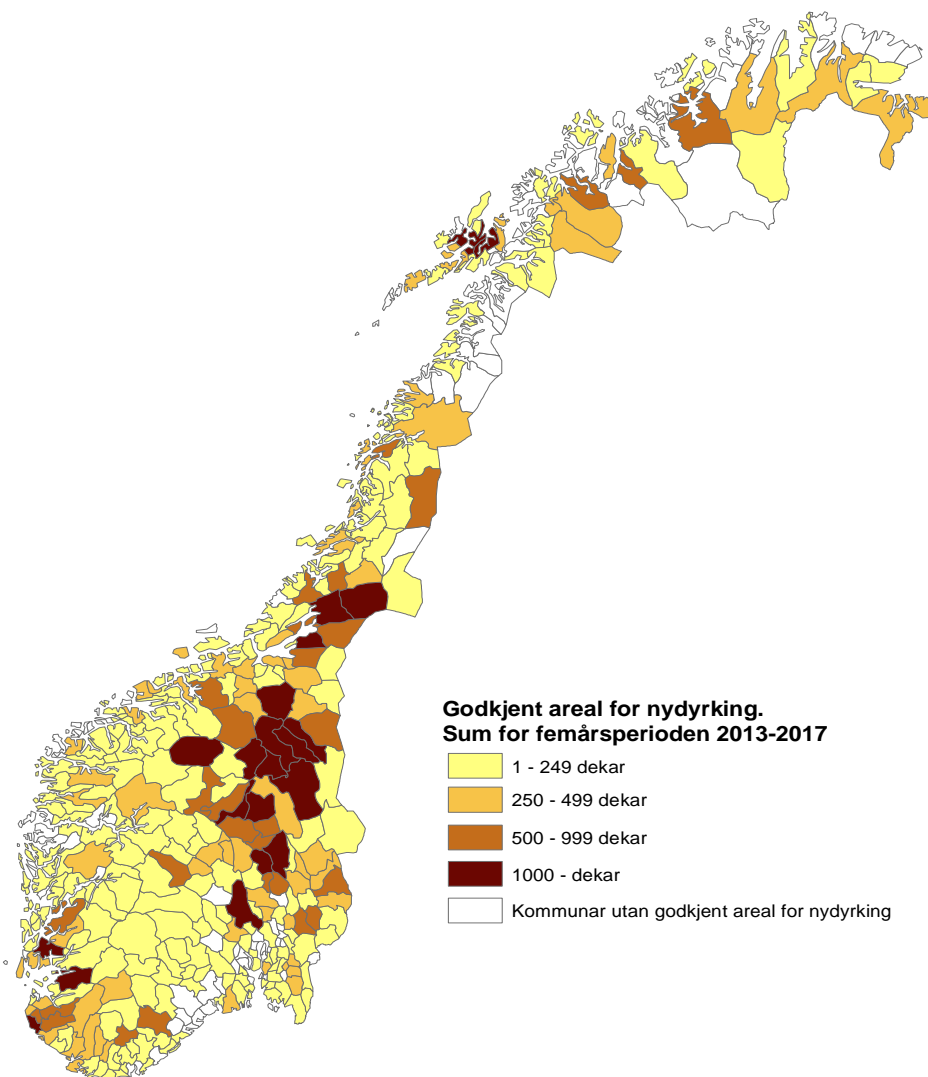 Godkjent areal for nydyrking.
Sum for femårsperioden 2013-2017
1 - 249 dekar
250 - 499 dekar
500 - 999 dekar
1000 - dekar
Kommunar utan godkjent areal for nydyrking